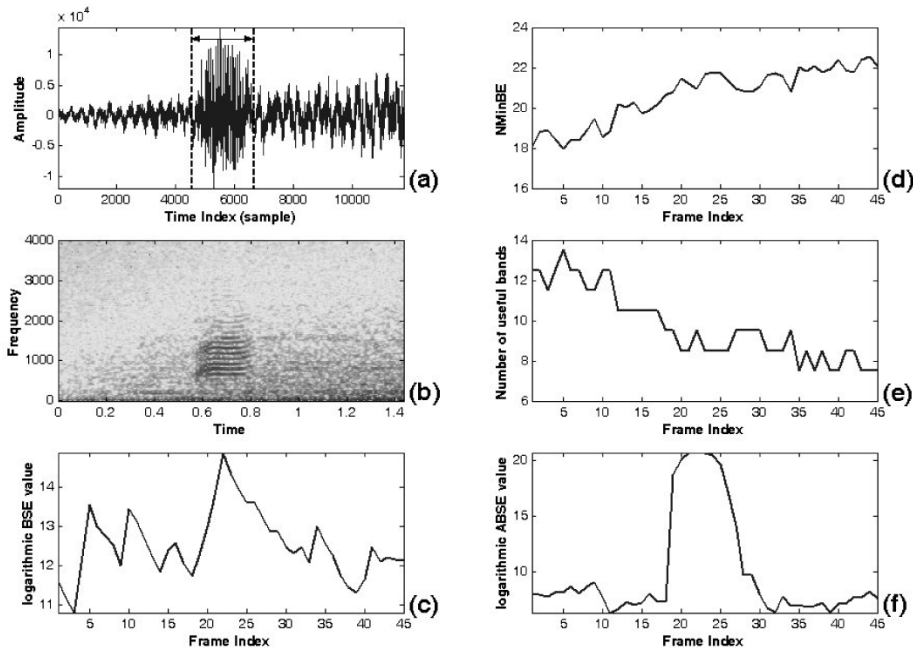 × 10⁴
1
0.5
0
-0.5
-1
Amplitude
0 2000 4000 6000 8000 10000
Time Index (sample)
(a)
22
20
18
16
NMinBE
5 10 15 20 25 30 35 40 45
Frame Index
(d)
4000
3000
2000
1000
0
Frequency
0 0.2 0.4 0.6 0.8 1 1.2 1.4
Time
(b)
14
12
10
8
6
Number of useful bands
5 10 15 20 25 30 35 40 45
Frame Index
(e)
14
13
12
11
logarithmic BSE value
5 10 15 20 25 30 35 40 45
Frame Index
(c)
20
15
10
logarithmic ABSE value
5 10 15 20 25 30 35 40 45
Frame Index
(f)